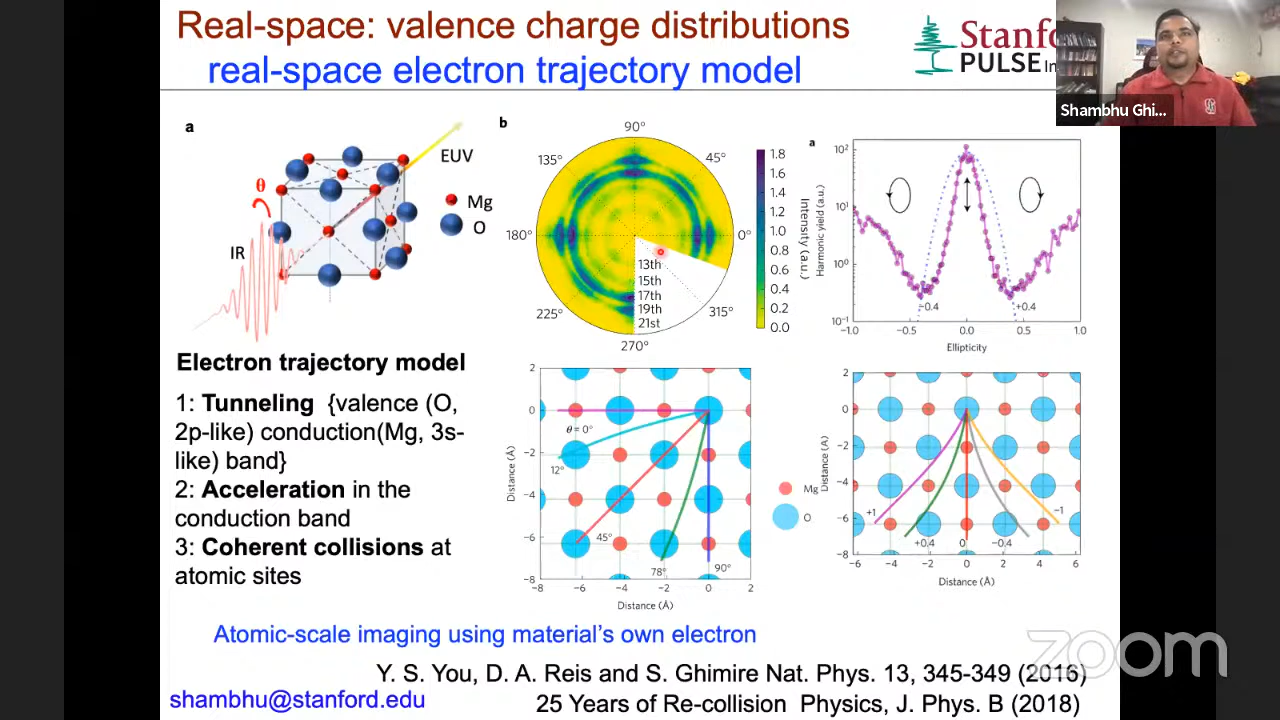 Real-space: valence charge distributions
real-space electron trajectory model
PULSE In
Shambhu Ghi...
a
θ
IR
EUV
Mg
O
b
90°
135°
45°
180°
0°
225°
315°
270°
13th
15th
17th
19th
21st
1.8
1.6
1.4
1.2
1.0
0.8
0.6
0.4
0.2
0.0
Intensity (a.u.)
a
Harmonic yield (a.u.)
10²
10¹
10⁰
10⁻¹
−0.4
+0.4
-1.0
-0.5
0.0
0.5
1.0
Ellipticity
Electron trajectory model
1: Tunneling {valence (O,
2p-like) conduction(Mg, 3s-
like) band}
2: Acceleration in the
conduction band
3: Coherent collisions at
atomic sites
Distance (Å)
2
0
−2
−4
−6
−8
θ = 0°
12°
45°
78°
90°
−8
−6
−4
−2
0
2
Distance (Å)
Mg
O
Distance (Å)
2
0
−2
−4
−6
−8
+1
+0.4
0
−0.4
−1
−6
−4
−2
0
2
4
6
Distance (Å)
Atomic-scale imaging using material's own electron
Y. S. You, D. A. Reis and S. Ghimire Nat. Phys. 13, 345-349 (2016)
shambhu@stanford.edu
25 Years of Re-collision Physics, J. Phys. B (2018)
zoom